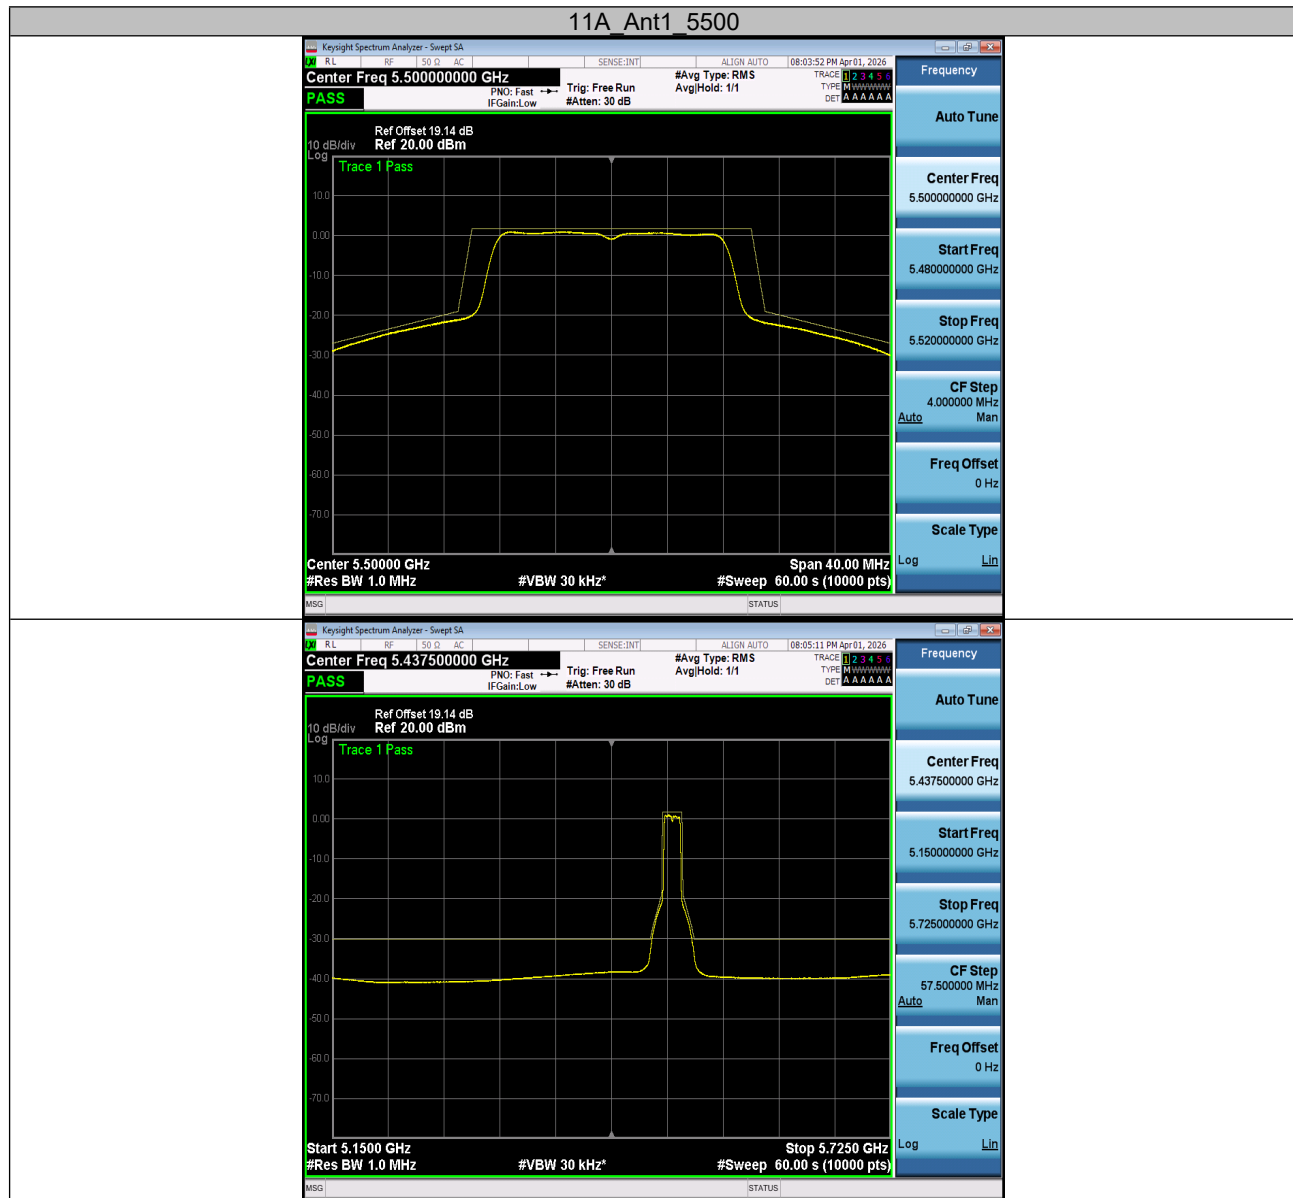 11A_Ant1_5500
Keysight Spectrum Analyzer - Swept SA
LXI RL RF 50 Ω AC SENSE:INT ALIGN AUTO 08:03:52 PM Apr 01, 2026
Center Freq 5.500000000 GHz
PASS
PNO: Fast
IFGain:Low
Trig: Free Run
#Atten: 30 dB
#Avg Type: RMS
Avg|Hold: 1/1
TRACE 1 2 3 4 5 6
TYPE M WWWWW
DET A A A A A A
Ref Offset 19.14 dB
10 dB/div Ref 20.00 dBm
Log
Trace 1 Pass
10.0
0.00
-10.0
-20.0
-30.0
-40.0
-50.0
-60.0
-70.0
Center 5.50000 GHz Span 40.00 MHz
#Res BW 1.0 MHz #VBW 30 kHz* #Sweep 60.00 s (10000 pts)
MSG STATUS
Frequency
Auto Tune
Center Freq
5.500000000 GHz
Start Freq
5.480000000 GHz
Stop Freq
5.520000000 GHz
CF Step
4.000000 MHz
Auto Man
Freq Offset
0 Hz
Scale Type
Log Lin
Keysight Spectrum Analyzer - Swept SA
LXI RL RF 50 Ω AC SENSE:INT ALIGN AUTO 08:05:11 PM Apr 01, 2026
Center Freq 5.437500000 GHz
PASS
PNO: Fast
IFGain:Low
Trig: Free Run
#Atten: 30 dB
#Avg Type: RMS
Avg|Hold: 1/1
TRACE 1 2 3 4 5 6
TYPE M WWWWW
DET A A A A A A
Ref Offset 19.14 dB
10 dB/div Ref 20.00 dBm
Log
Trace 1 Pass
10.0
0.00
-10.0
-20.0
-30.0
-40.0
-50.0
-60.0
-70.0
Start 5.1500 GHz Stop 5.7250 GHz
#Res BW 1.0 MHz #VBW 30 kHz* #Sweep 60.00 s (10000 pts)
MSG STATUS
Frequency
Auto Tune
Center Freq
5.437500000 GHz
Start Freq
5.150000000 GHz
Stop Freq
5.725000000 GHz
CF Step
57.500000 MHz
Auto Man
Freq Offset
0 Hz
Scale Type
Log Lin